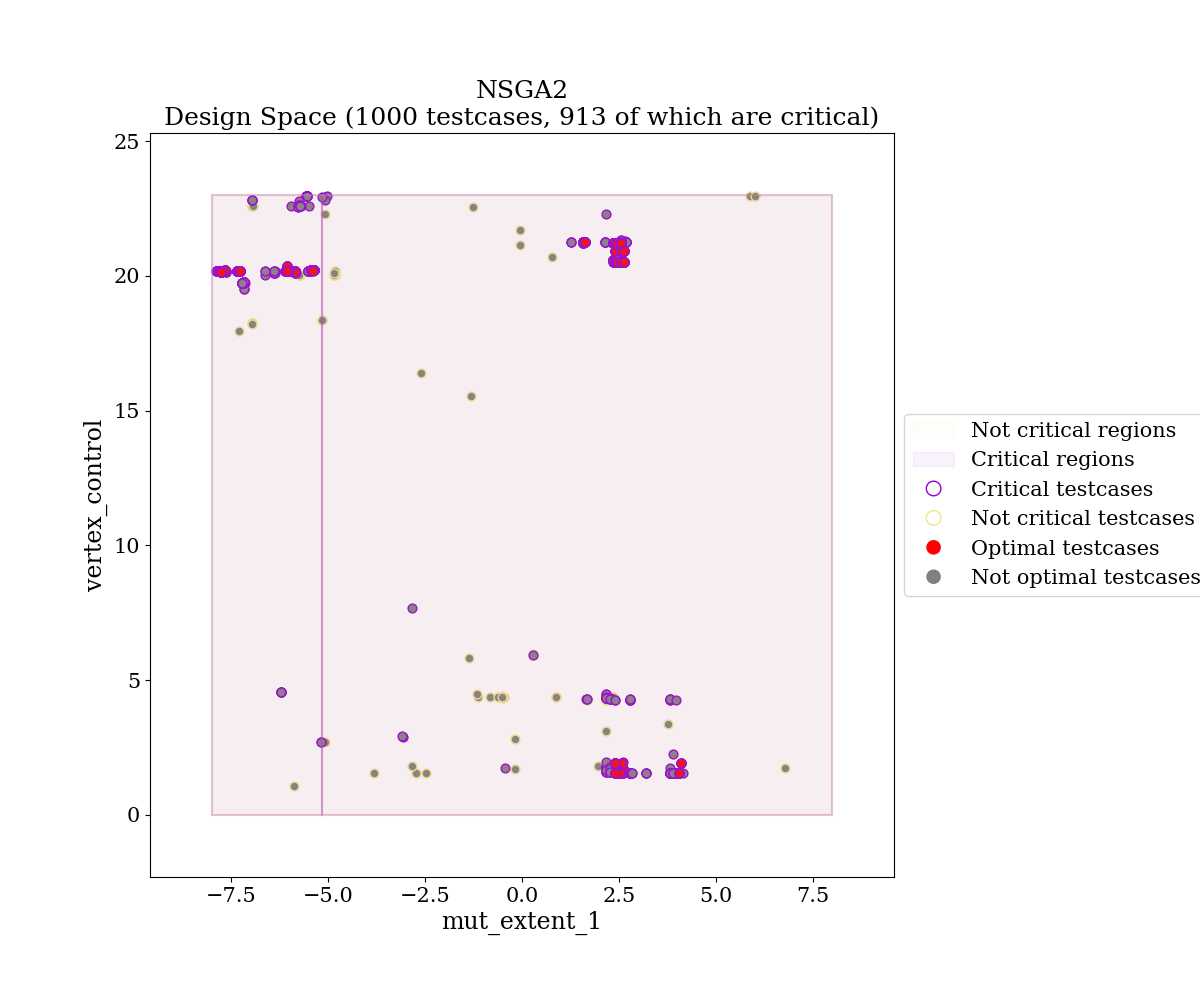 NSGA2
Design Space (1000 testcases, 913 of which are critical)
25
20
15
10
5
0
vertex_control
−7.5
−5.0
−2.5
0.0
2.5
5.0
7.5
mut_extent_1
Not critical regions
Critical regions
Critical testcases
Not critical testcases
Optimal testcases
Not optimal testcases